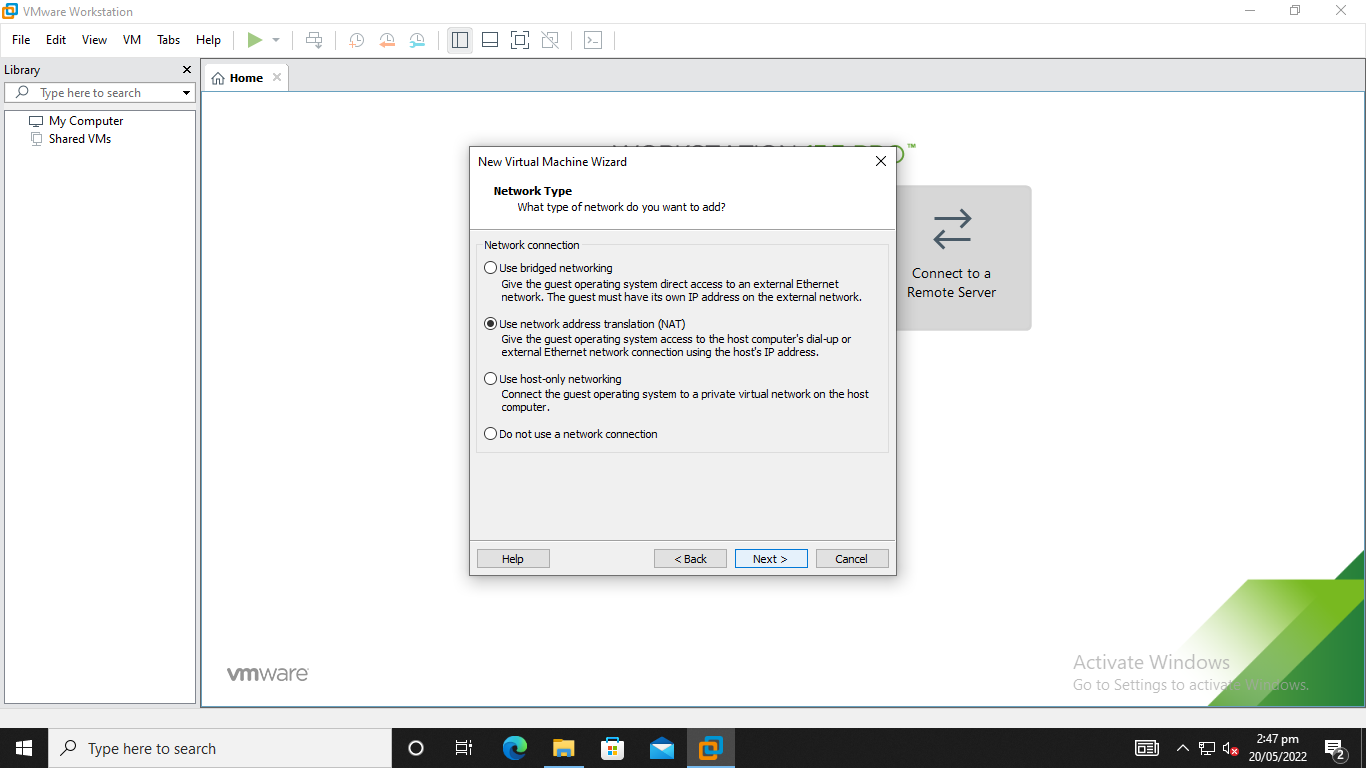 VMware Workstation
File Edit View VM Tabs Help
Library
Type here to search
My Computer
Shared VMs
Home
™
New Virtual Machine Wizard
Network Type
What type of network do you want to add?
Network connection
Use bridged networking
Give the guest operating system direct access to an external Ethernet
network. The guest must have its own IP address on the external network.
Use network address translation (NAT)
Give the guest operating system access to the host computer's dial-up or
external Ethernet network connection using the host's IP address.
Use host-only networking
Connect the guest operating system to a private virtual network on the host
computer.
Do not use a network connection
Help < Back Next > Cancel
Connect to a
Remote Server
vmware
Activate Windows
Go to Settings to activate Windows.
Type here to search
2:47 pm
20/05/2022
2